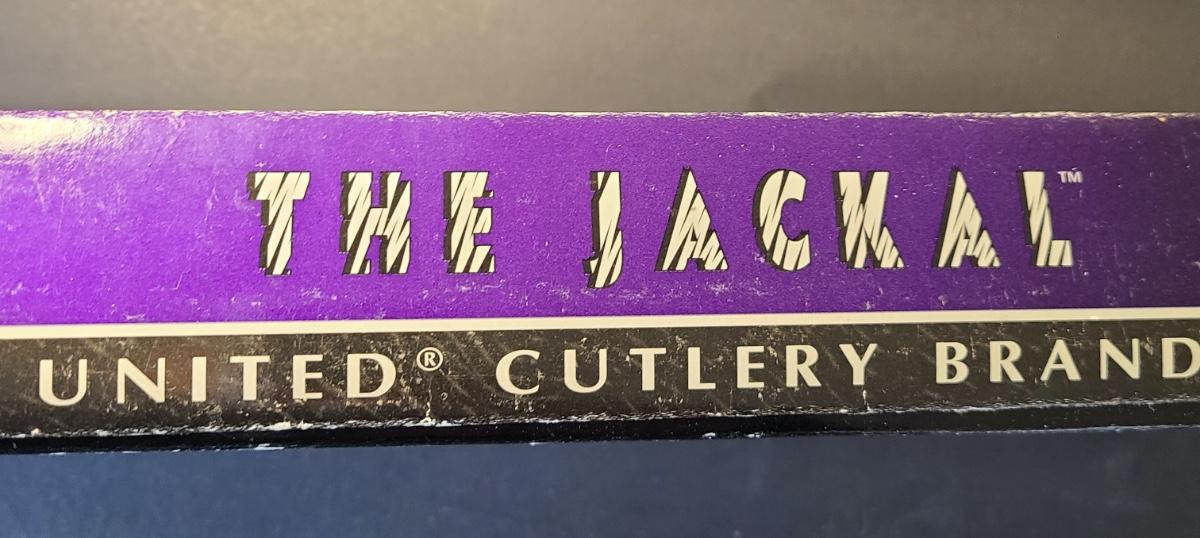 THE JACKAL™
UNITED® CUTLERY BRAND